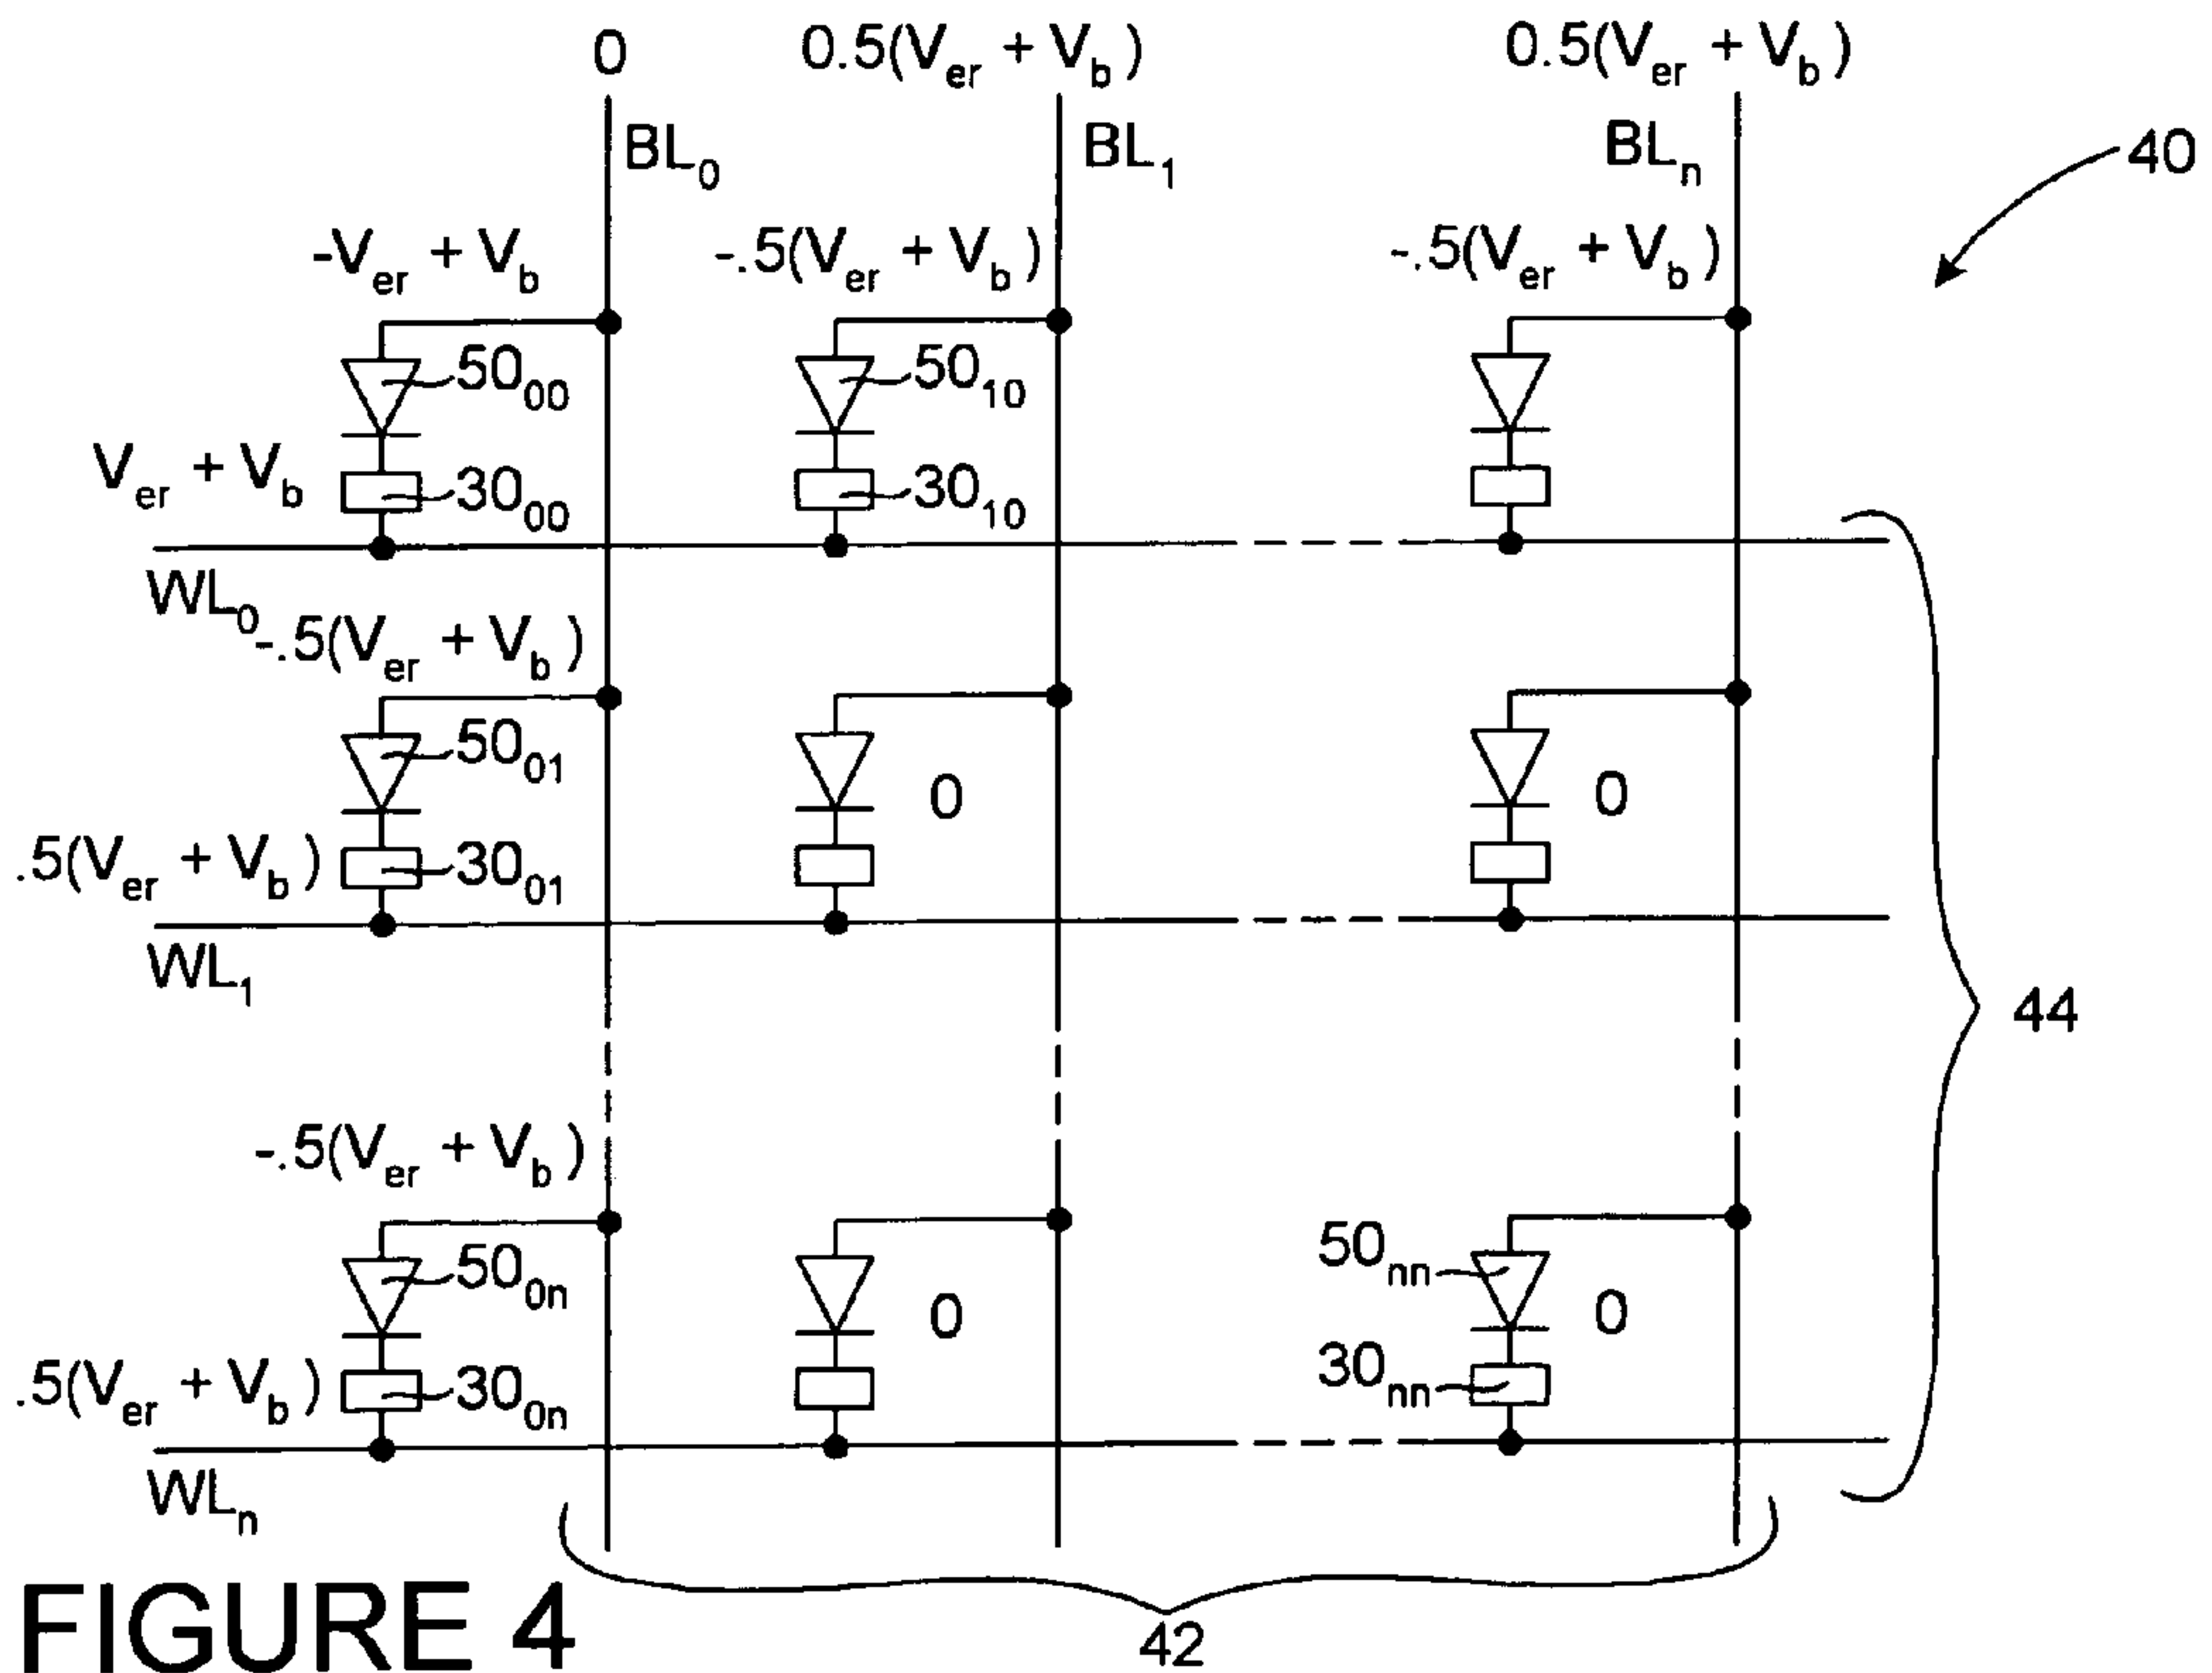 0 0.5(Ver + Vb) 0.5(Ver + Vb)
BL0 BL1 BLn 40
-Ver + Vb -.5(Ver + Vb) -.5(Ver + Vb)
5000 5010
Ver + Vb 3000 3010
WL0
-.5(Ver + Vb)
5001
0 0
.5(Ver + Vb) 3001
WL1 44
-.5(Ver + Vb)
500n 0 50nn 0
.5(Ver + Vb) 300n 30nn
WLn
FIGURE 4 42